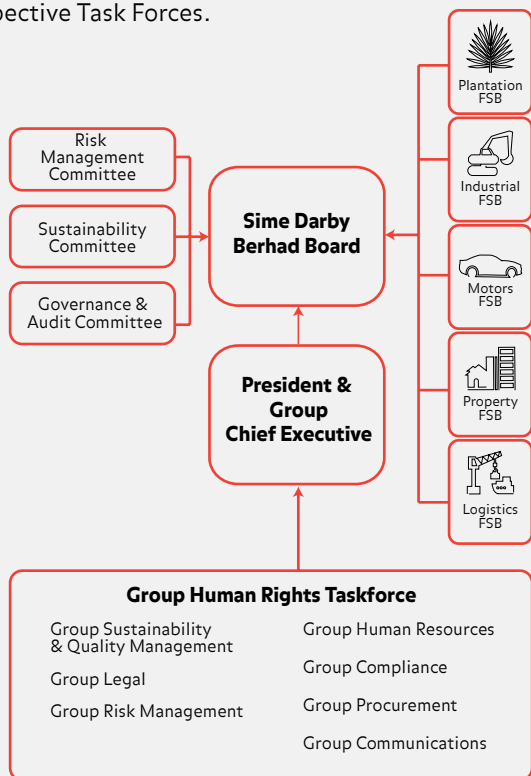 pective Task Forces.
Risk
Management
Committee
Sustainability
Committee
Governance &
Audit Committee
Sime Darby
Berhad Board
President &
Group
Chief Executive
Plantation
FSB
Industrial
FSB
Motors
FSB
Property
FSB
Logistics
FSB
Group Human Rights Taskforce
Group Sustainability
& Quality Management
Group Legal
Group Risk Management
Group Human Resources
Group Compliance
Group Procurement
Group Communications